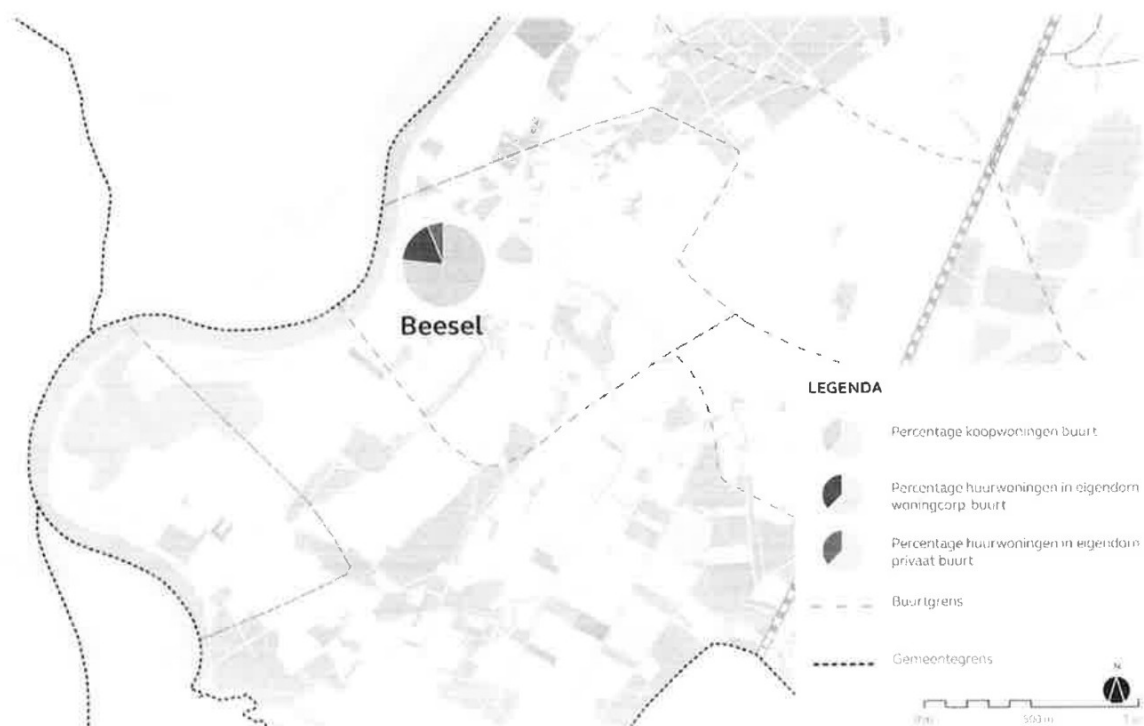 Beesel
LEGENDA
Percentage koopwoningen buurt
Percentage huurwoningen in eigendom
woningcorp. buurt
Percentage huurwoningen in eigendom
privaat buurt
Buurtgrens
Gemeentegrens
N
500 m